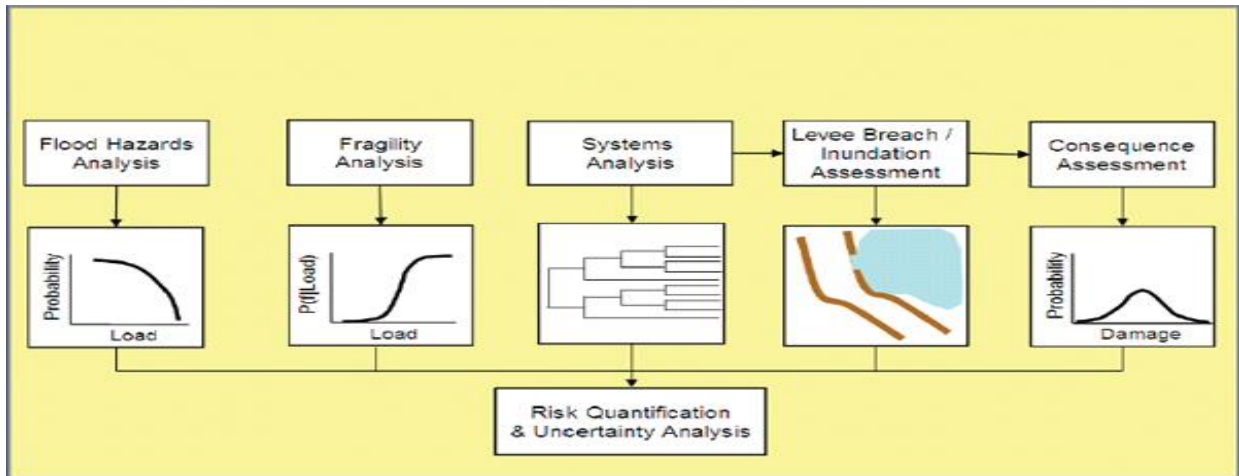 Flood Hazards
Analysis
Fragility
Analysis
Systems
Analysis
Levee Breach /
Inundation
Assessment
Consequence
Assessment
Probability
Load
P(f|Load)
Load
Probability
Damage
Risk Quantification
& Uncertainty Analysis